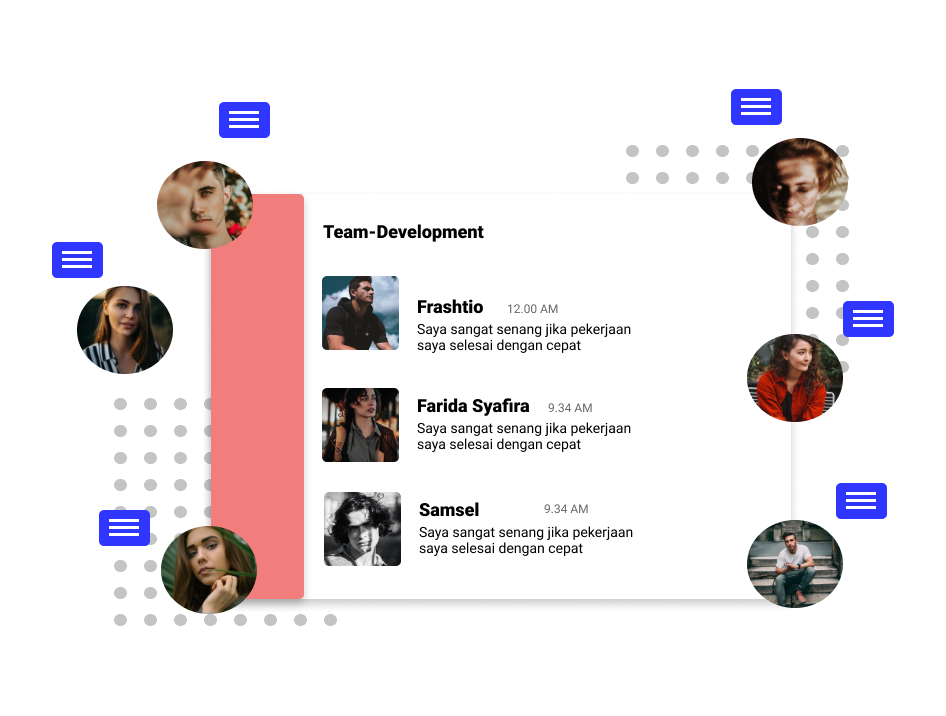 Team-Development
Frashtio 12.00 AM
Saya sangat senang jika pekerjaan
saya selesai dengan cepat
Farida Syafira 9.34 AM
Saya sangat senang jika pekerjaan
saya selesai dengan cepat
Samsel 9.34 AM
Saya sangat senang jika pekerjaan
saya selesai dengan cepat